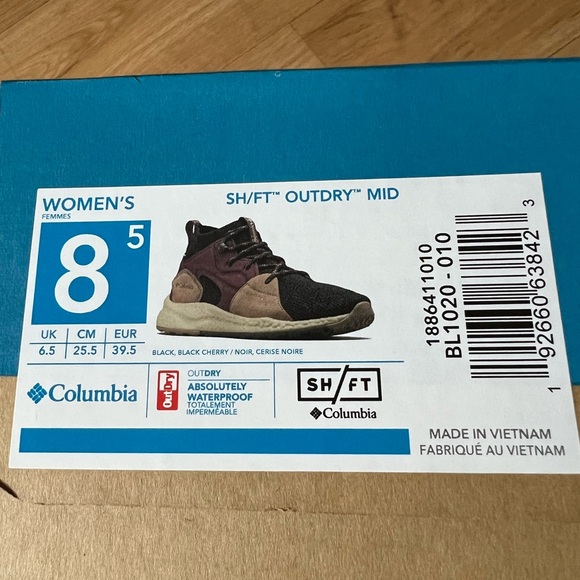 WOMEN'S
FEMMES
8 5
UK | CM | EUR
6.5 | 25.5 | 39.5
SH/FT™ OUTDRY™ MID
BLACK, BLACK CHERRY / NOIR, CERISE NOIRE
Columbia
OutDry
OUTDRY
ABSOLUTELY
WATERPROOF
TOTALEMENT
IMPERMÉABLE
SH/FT
Columbia
1886411010
BL1020 - 010
1 92660 63842 3
MADE IN VIETNAM
FABRIQUÉ AU VIETNAM